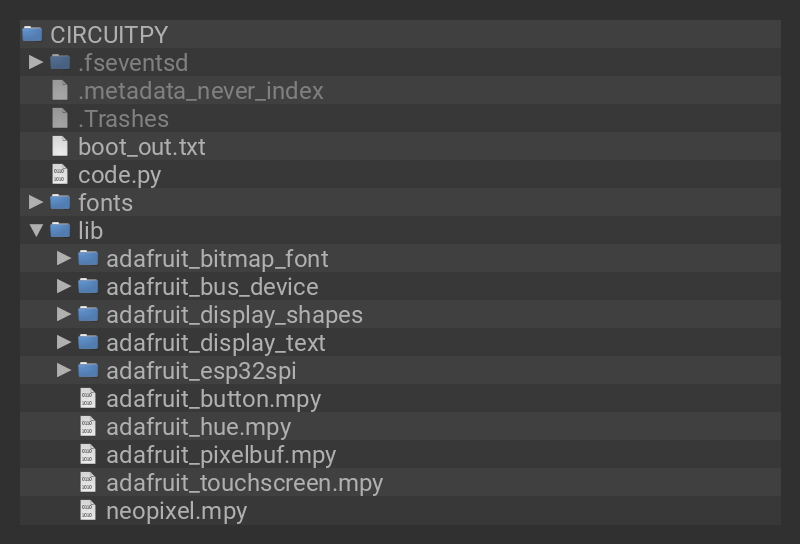 CIRCUITPY
.fseventsd
.metadata_never_index
.Trashes
boot_out.txt
code.py
fonts
lib
adafruit_bitmap_font
adafruit_bus_device
adafruit_display_shapes
adafruit_display_text
adafruit_esp32spi
adafruit_button.mpy
adafruit_hue.mpy
adafruit_pixelbuf.mpy
adafruit_touchscreen.mpy
neopixel.mpy